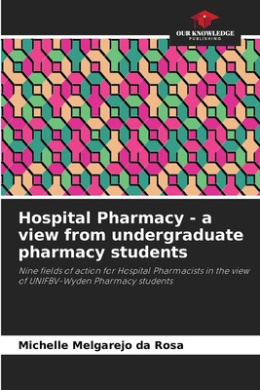 OUR KNOWLEDGE
PUBLISHING
Hospital Pharmacy - a
view from undergraduate
pharmacy students
Nine fields of action for Hospital Pharmacists in the view
of UNIFBV-Wyden Pharmacy students
Michelle Melgarejo da Rosa